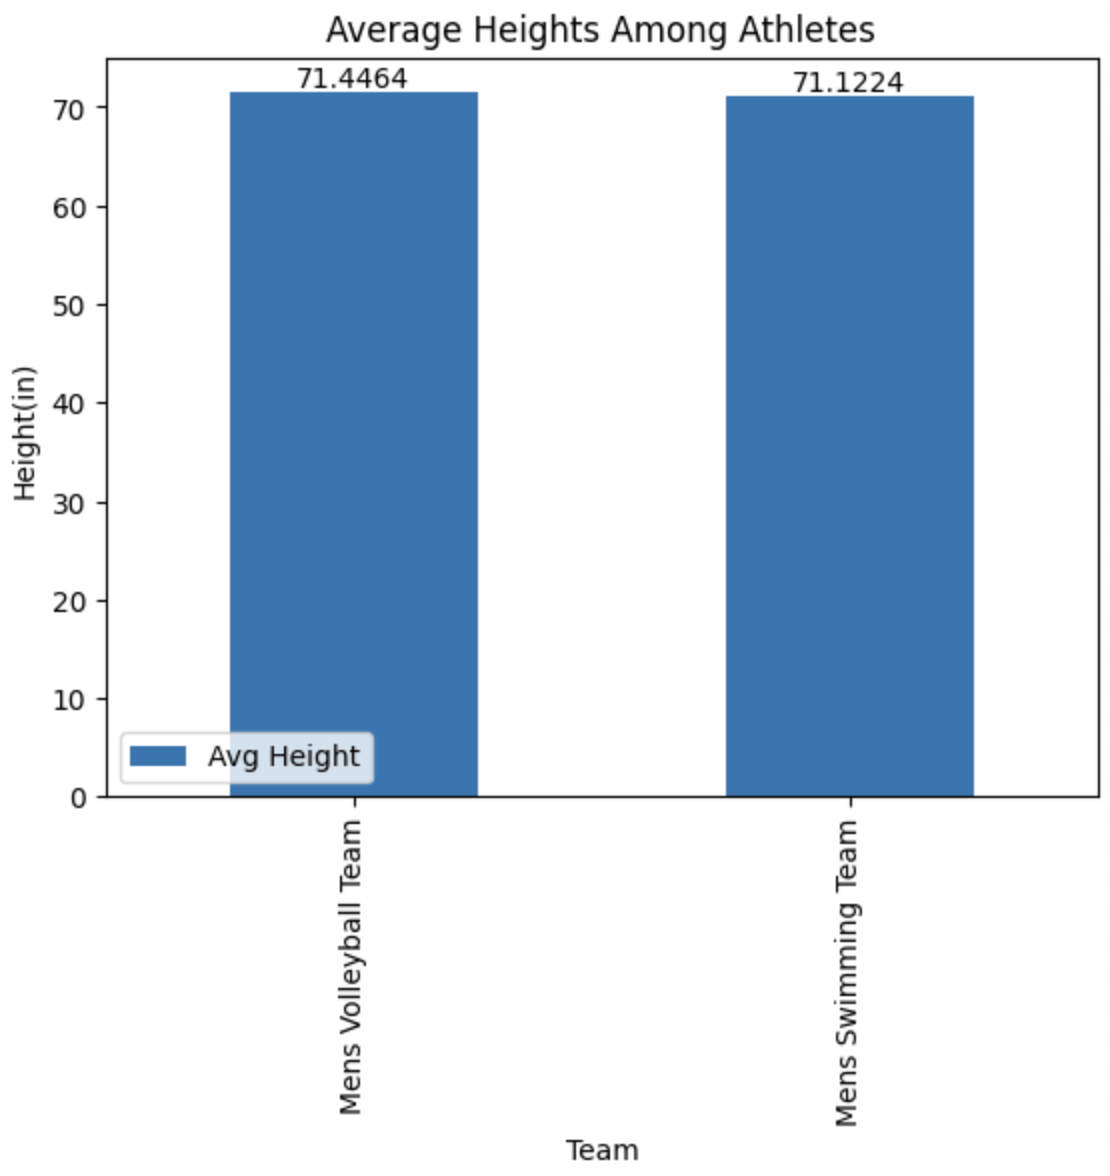 Average Heights Among Athletes
71.4464
71.1224
70
60
50
40
30
20
10
0
Height(in)
Avg Height
Mens Volleyball Team
Mens Swimming Team
Team